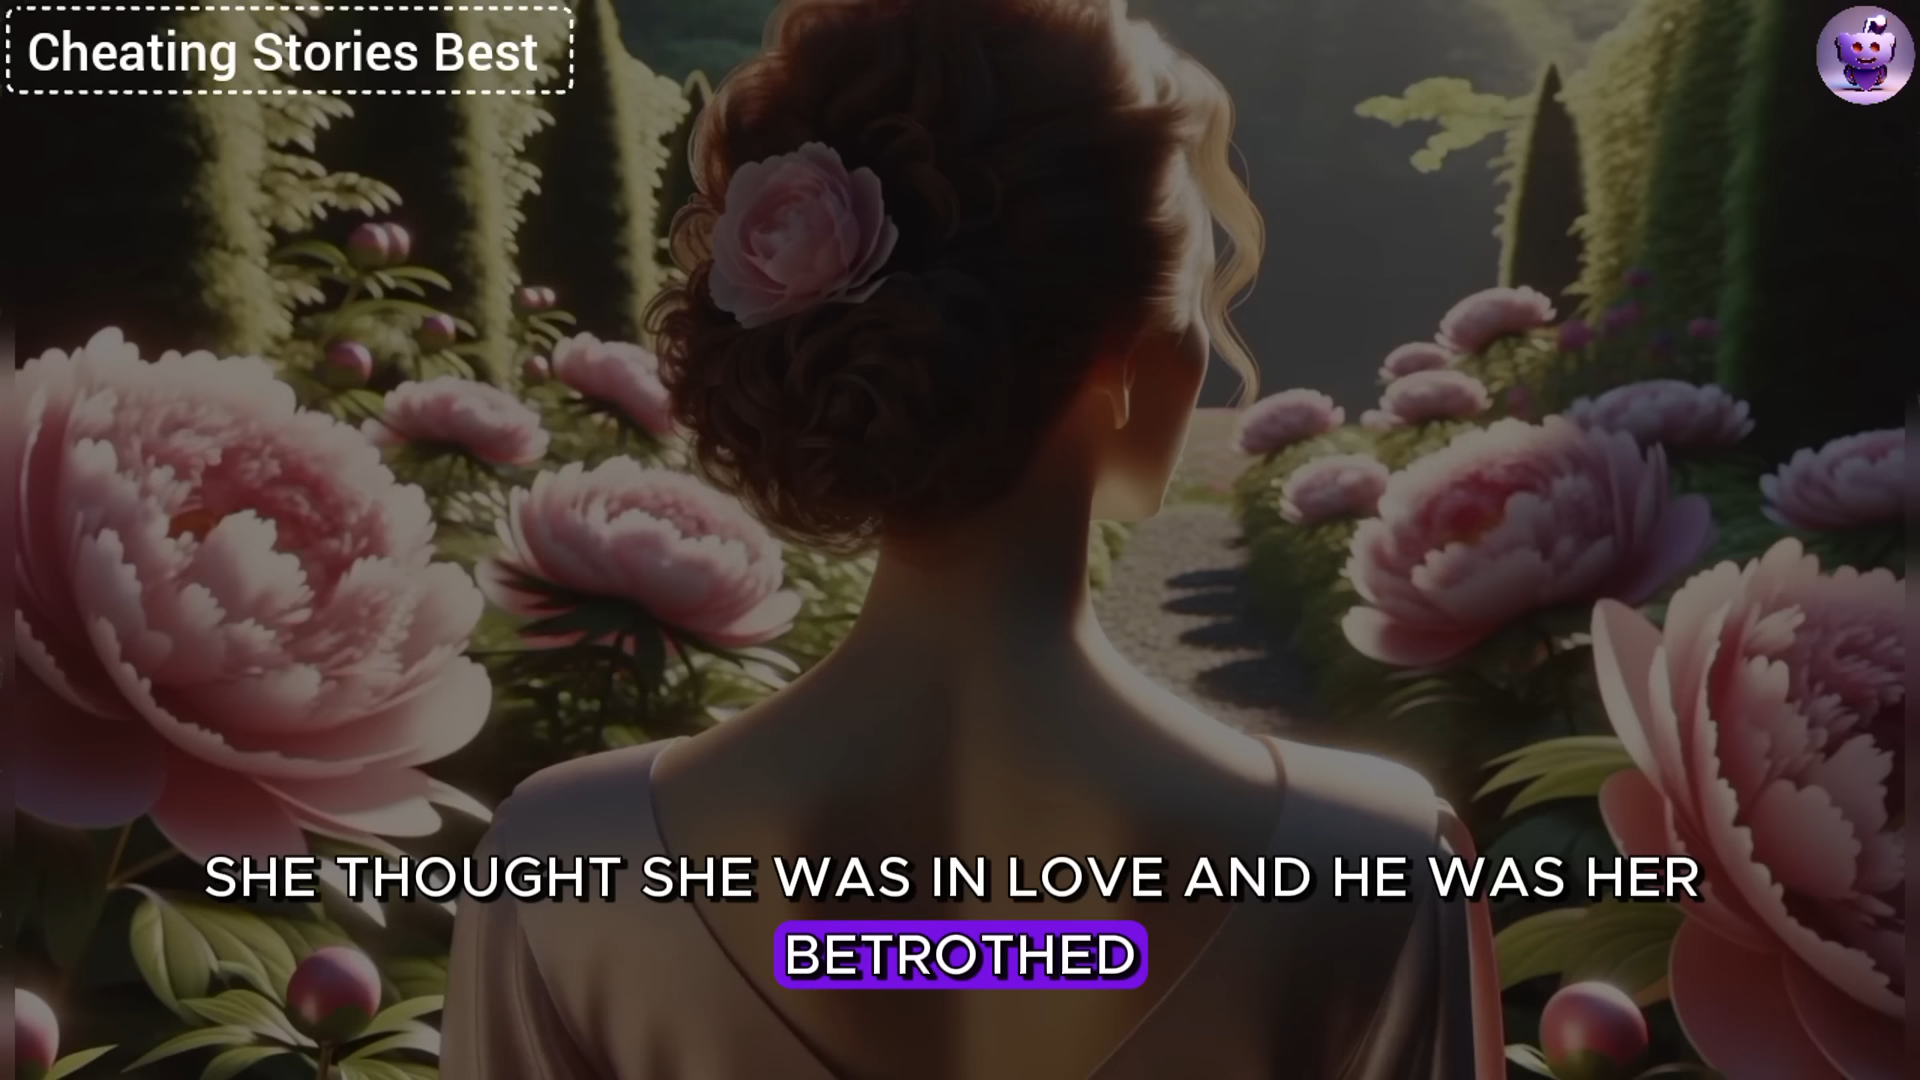 Cheating Stories Best
SHE THOUGHT SHE WAS IN LOVE AND HE WAS HER
BETROTHED